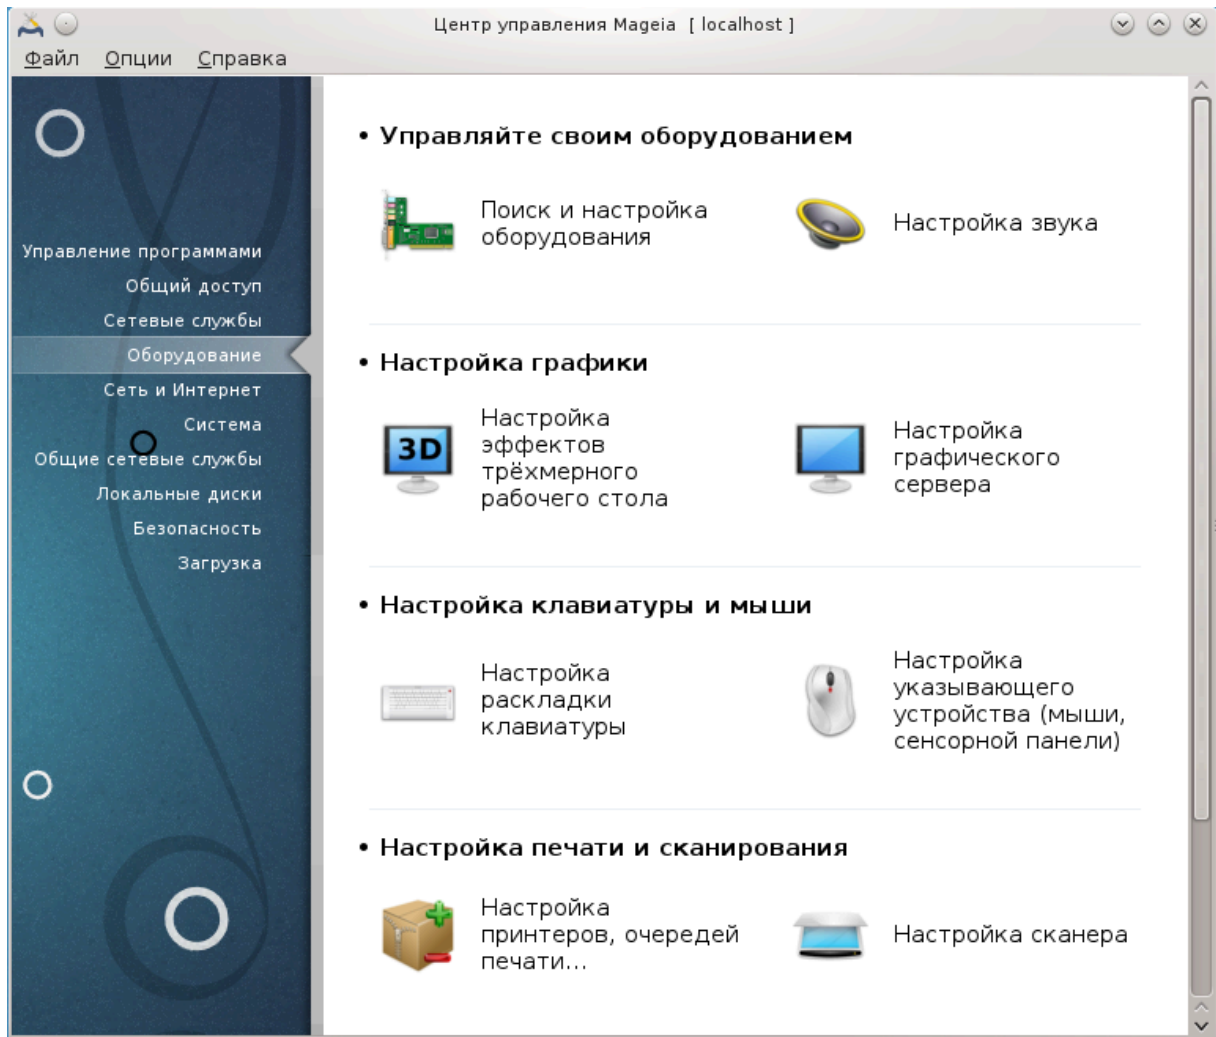 Центр управления Mageia [ localhost ]
Файл Опции Справка
Управление программами
Общий доступ
Сетевые службы
Оборудование
Сеть и Интернет
Система
Общие сетевые службы
Локальные диски
Безопасность
Загрузка
• Управляйте своим оборудованием
Поиск и настройка
оборудования
Настройка звука
• Настройка графики
3D
Настройка
эффектов
трёхмерного
рабочего стола
Настройка
графического
сервера
• Настройка клавиатуры и мыши
Настройка
раскладки
клавиатуры
Настройка
указывающего
устройства (мыши,
сенсорной панели)
• Настройка печати и сканирования
Настройка
принтеров, очередей
печати...
Настройка сканера